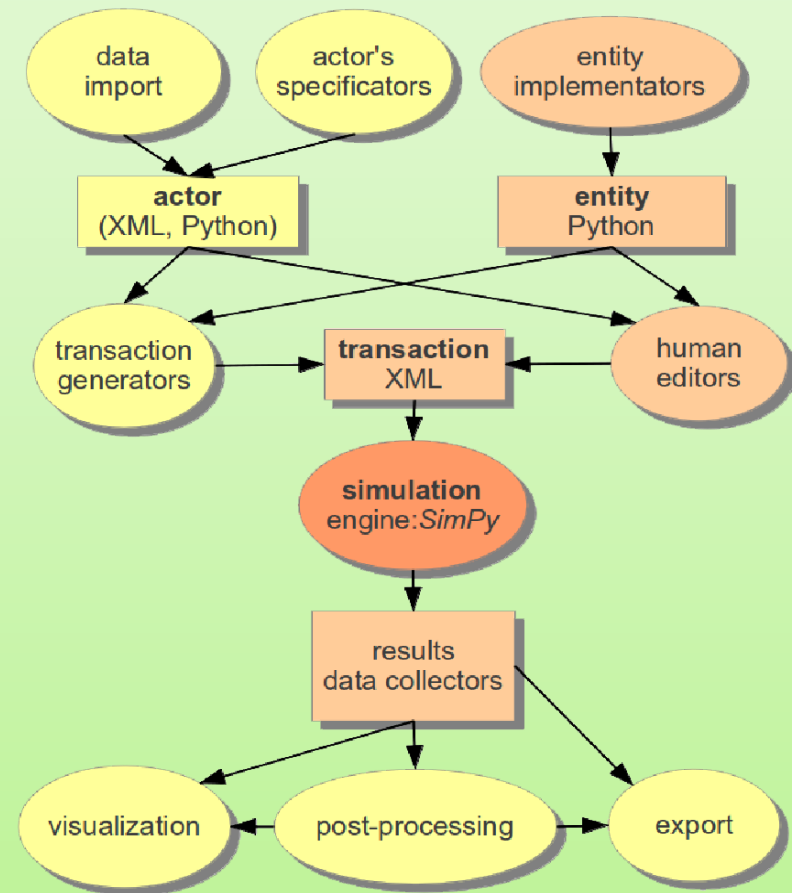 data
import
actor's
specificators
entity
implementators
actor
(XML, Python)
entity
Python
transaction
generators
transaction
XML
human
editors
simulation
engine:SimPy
results
data collectors
visualization
post-processing
export